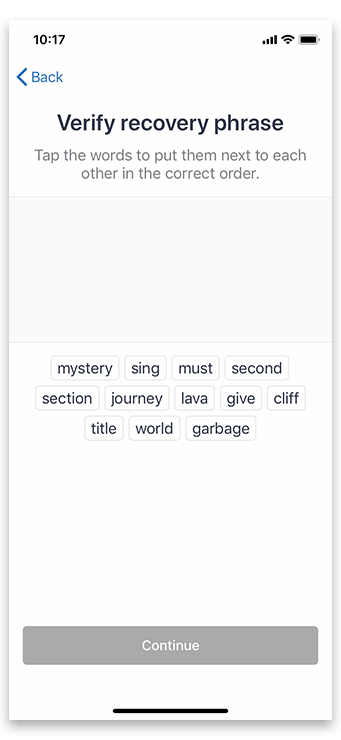 10:17
Back
Verify recovery phrase
Tap the words to put them next to each
other in the correct order.
mystery sing must second
section journey lava give cliff
title world garbage
Continue